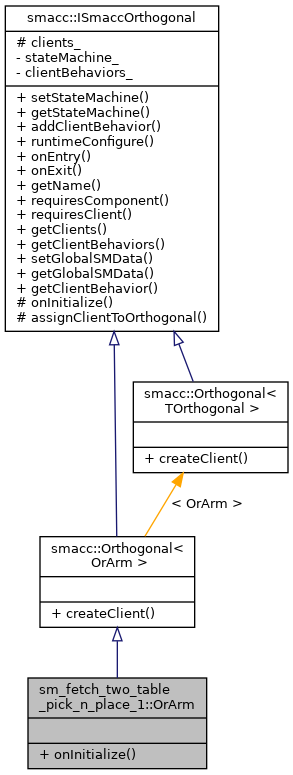 smacc::ISmaccOrthogonal
# clients_
- stateMachine_
- clientBehaviors_
+ setStateMachine()
+ getStateMachine()
+ addClientBehavior()
+ runtimeConfigure()
+ onEntry()
+ onExit()
+ getName()
+ requiresComponent()
+ requiresClient()
+ getClients()
+ getClientBehaviors()
+ setGlobalSMData()
+ getGlobalSMData()
+ getClientBehavior()
# onInitialize()
# assignClientToOrthogonal()
smacc::Orthogonal<
TOrthogonal >
+ createClient()
< OrArm >
smacc::Orthogonal<
OrArm >
+ createClient()
sm_fetch_two_table
_pick_n_place_1::OrArm
+ onInitialize()